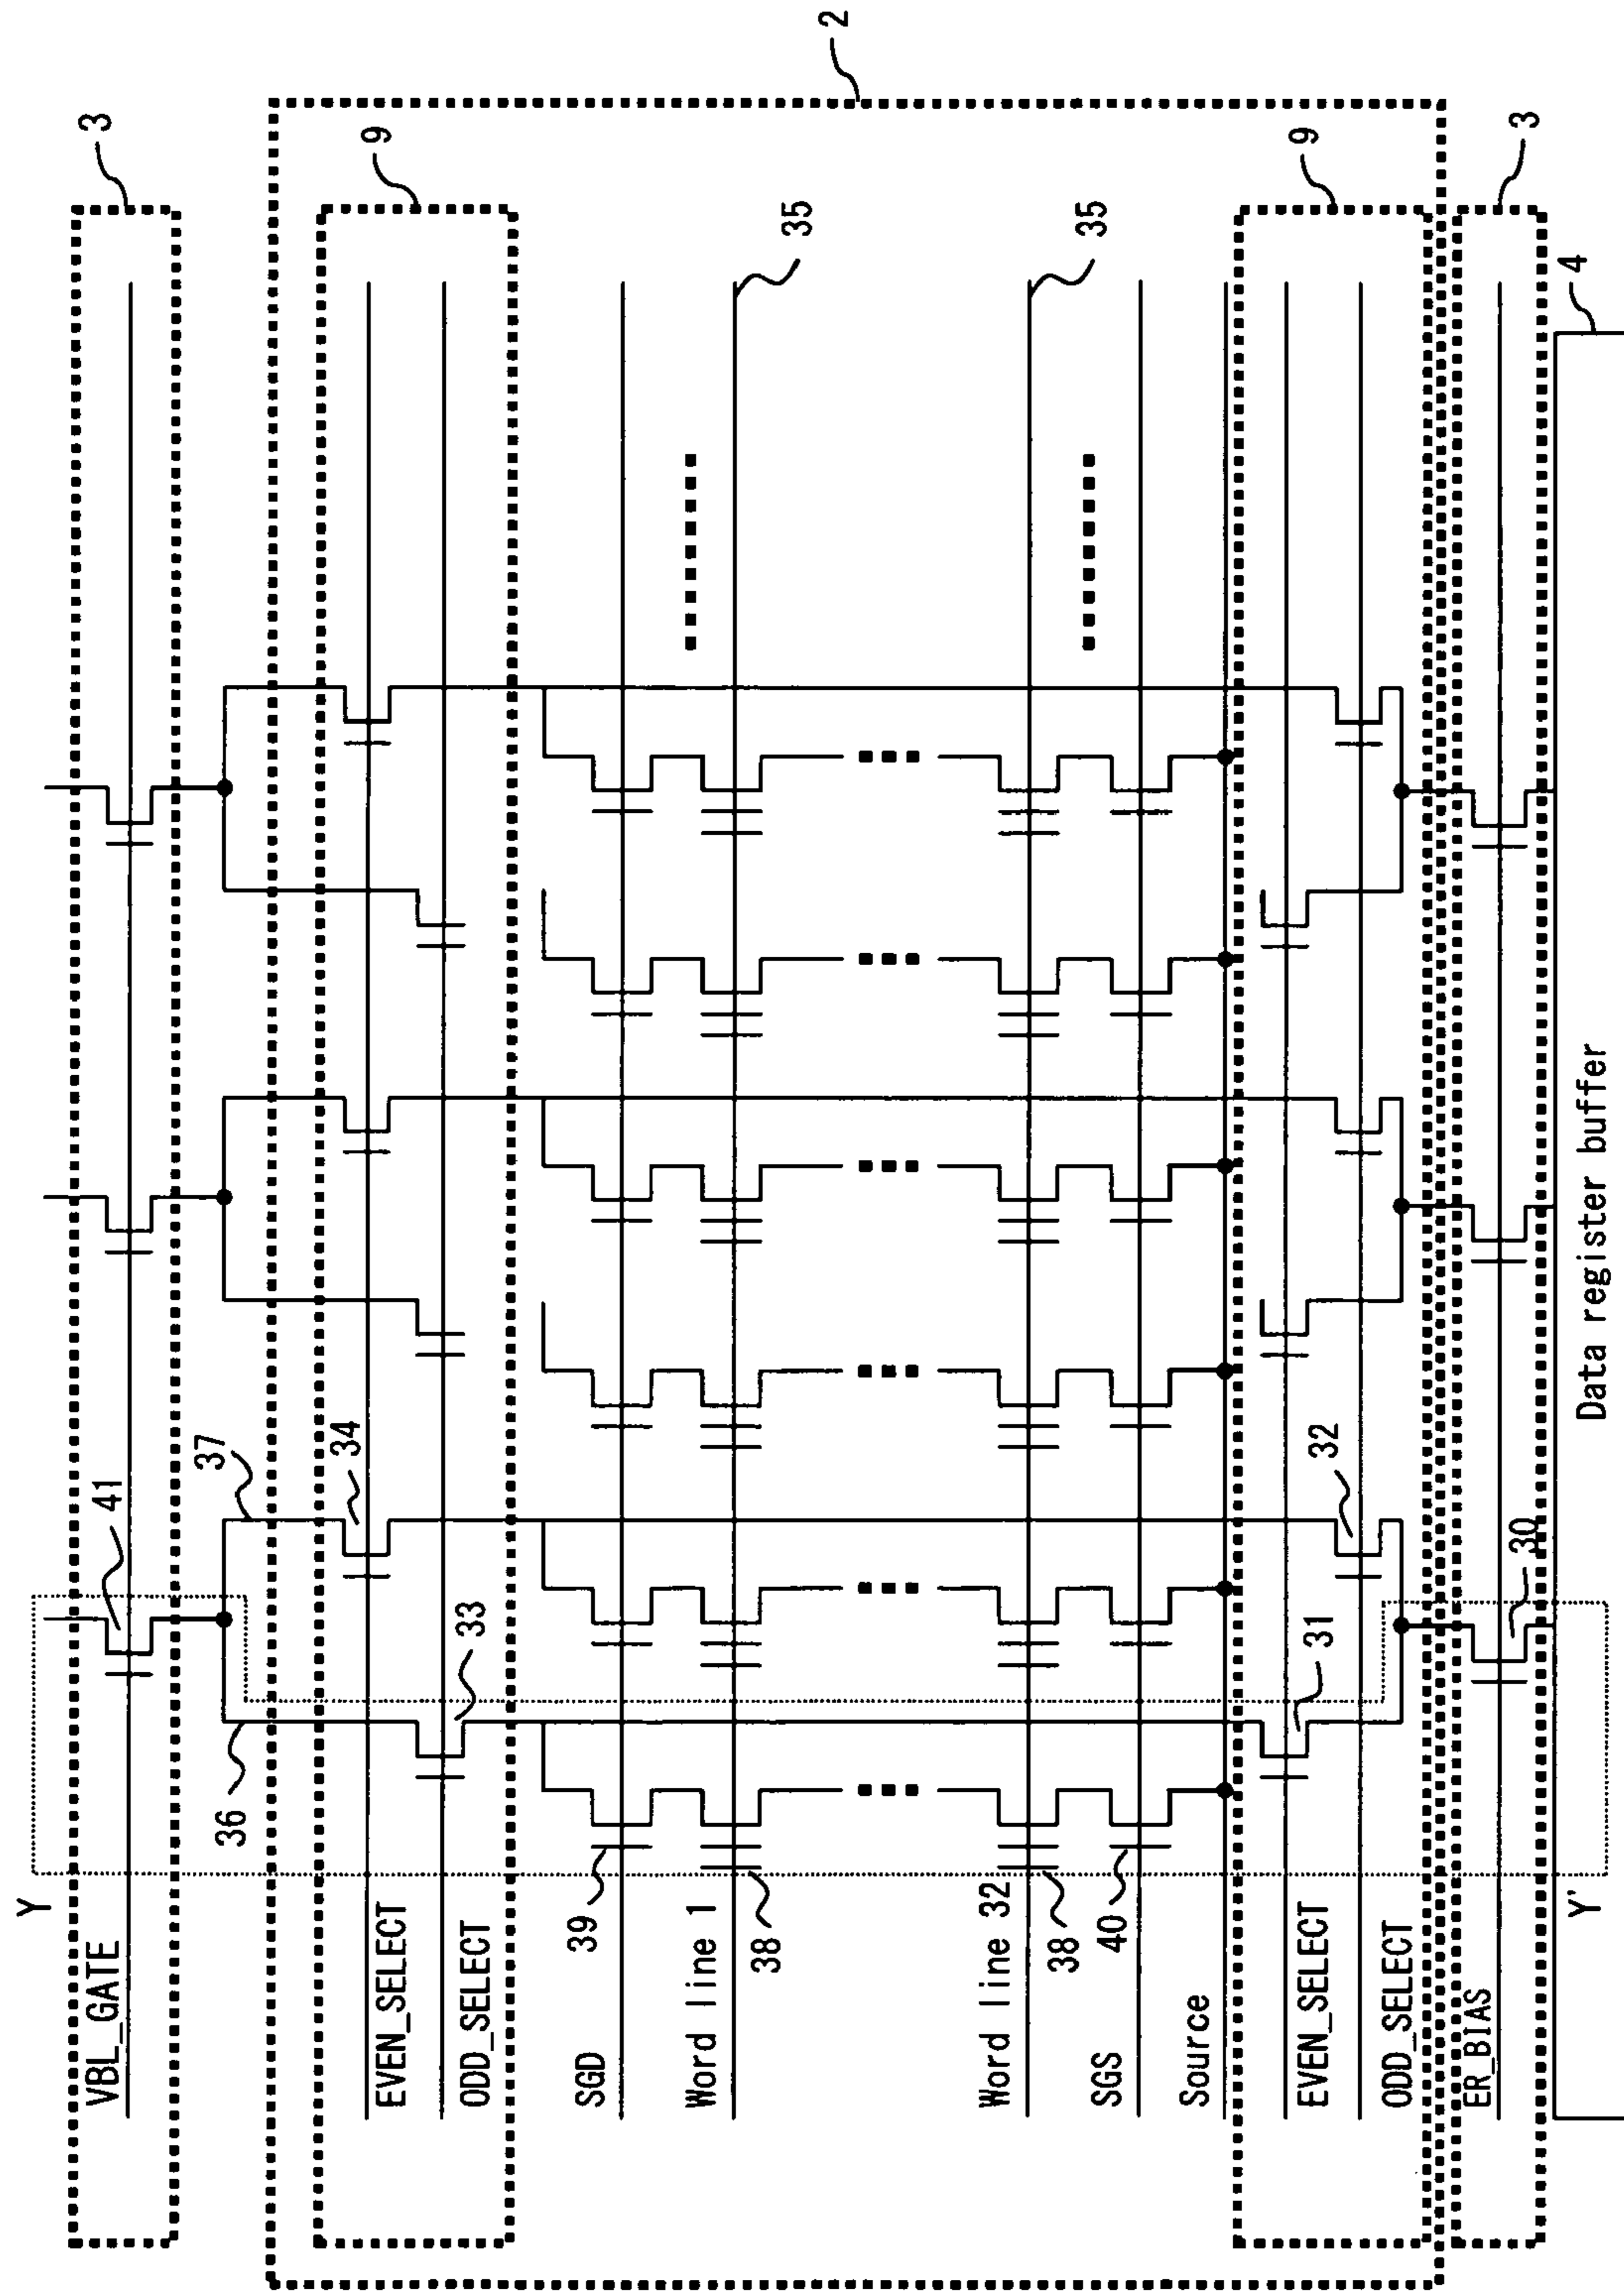 Y
VBL_GATE
41
3
36
37
34
EVEN_SELECT
9
33
ODD_SELECT
SGD
39
Word line 1
38
35
2
Word line 32
38
35
SGS
40
Source
EVEN_SELECT
31
32
9
ODD_SELECT
ER_BIAS
30
3
4
Y'
Data register buffer